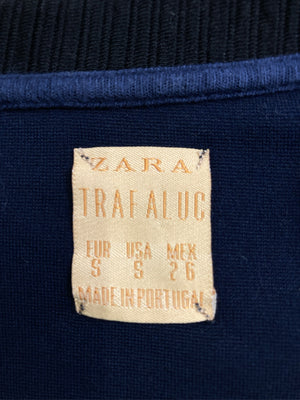 ZARA
TRAFALUC
EUR USA MEX
S S 26
MADE IN PORTUGAL